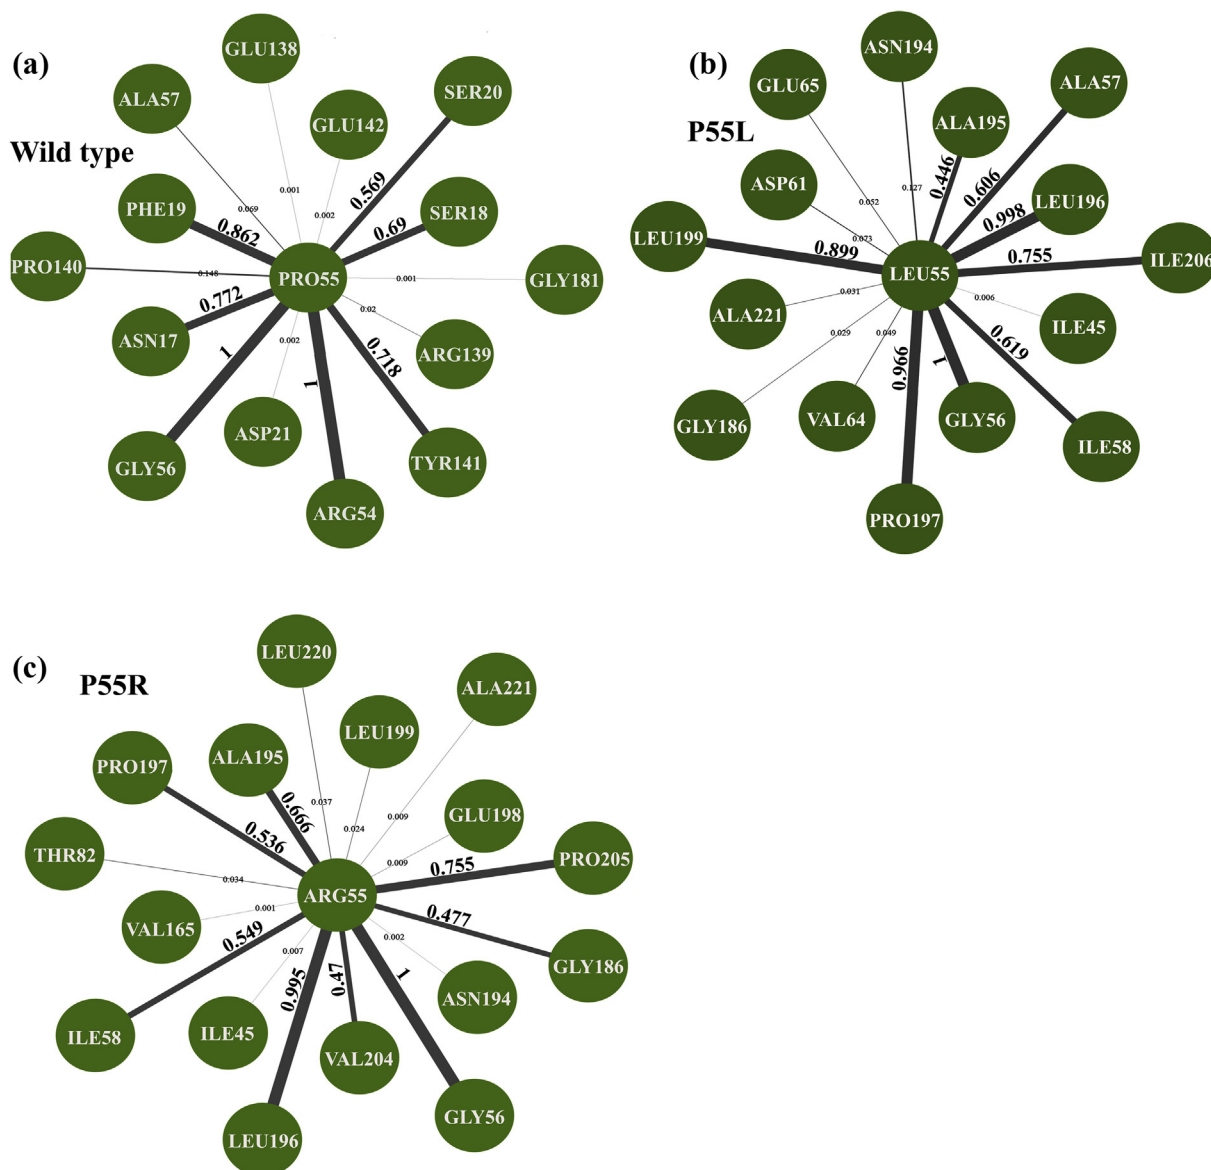 (a)
Wild type
GLU138
SER20
ALA57
GLU142
PHE19
SER18
PRO140
PRO55
GLY181
ASN17
ARG139
ASP21
GLY56
TYR141
ARG54
0.001
0.002
0.569
0.069
0.862
0.69
0.148
0.001
0.772
0.02
0.002
0.718
1
1
(b)
P55L
ASN194
GLU65
ALA57
ALA195
ASP61
LEU196
LEU199
LEU55
ILE206
ALA221
ILE45
GLY186
VAL64
GLY56
ILE58
PRO197
0.127
0.052
0.446
0.606
0.073
0.998
0.899
0.755
0.031
0.006
0.029
0.049
0.619
1
0.966
(c)
P55R
LEU220
ALA221
LEU199
ALA195
PRO197
GLU198
THR82
PRO205
ARG55
VAL165
GLY186
ASN194
ILE58
ILE45
VAL204
GLY56
LEU196
0.037
0.009
0.024
0.666
0.536
0.009
0.034
0.755
0.001
0.477
0.549
0.007
0.002
0.995
0.47
1